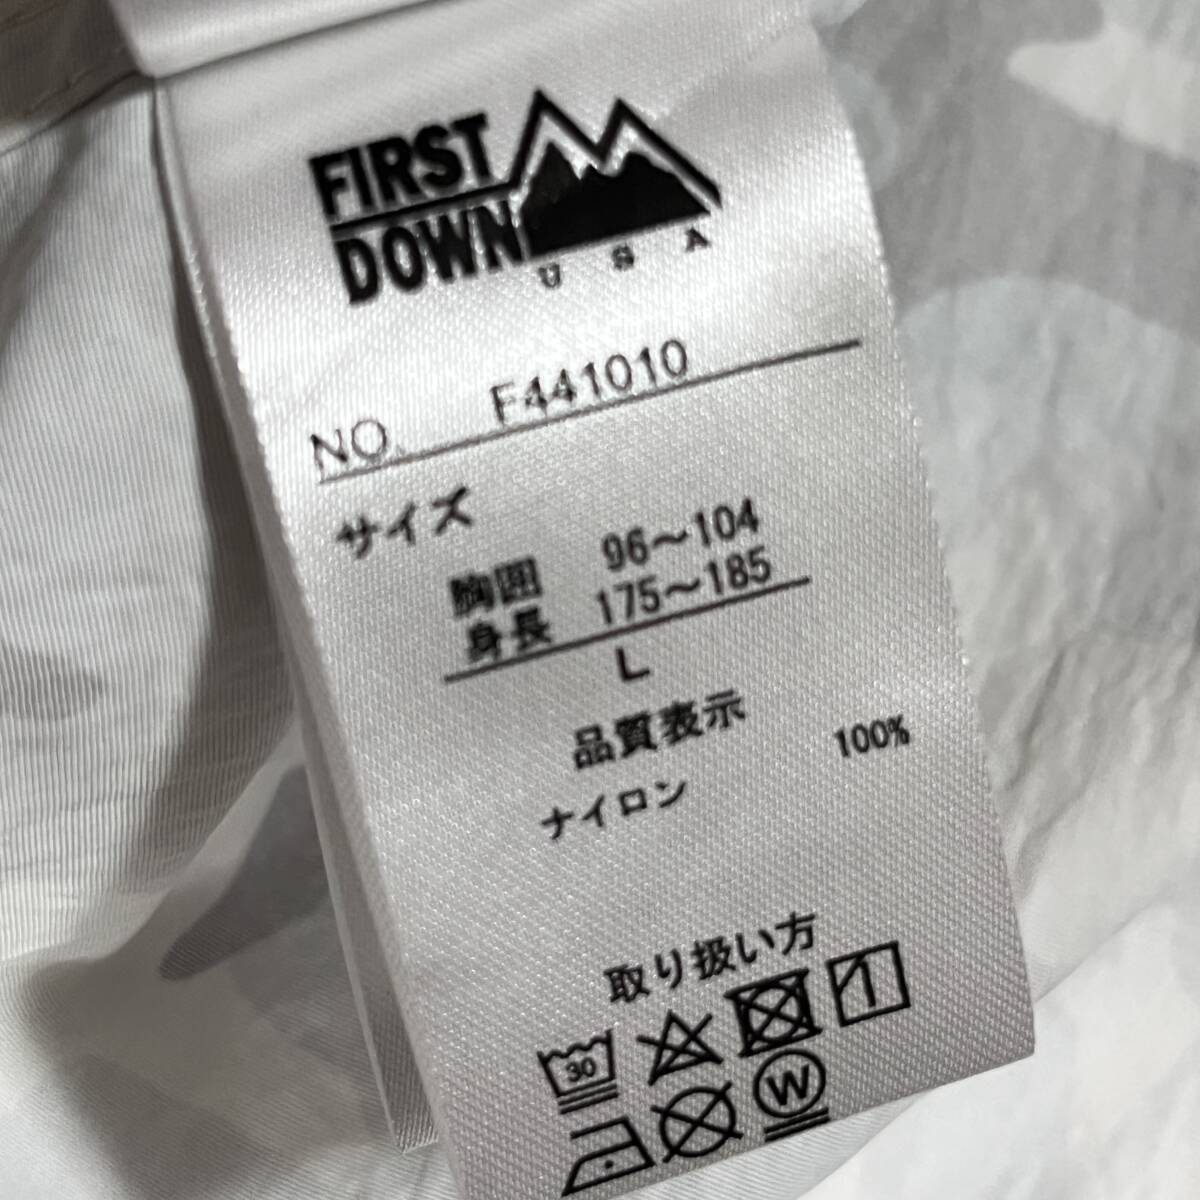 FIRST
DOWN
USA
NO. F441010
サイズ
胸囲 96～104
身長 175～185
L
品質表示
ナイロン 100%
取り扱い方
30
W